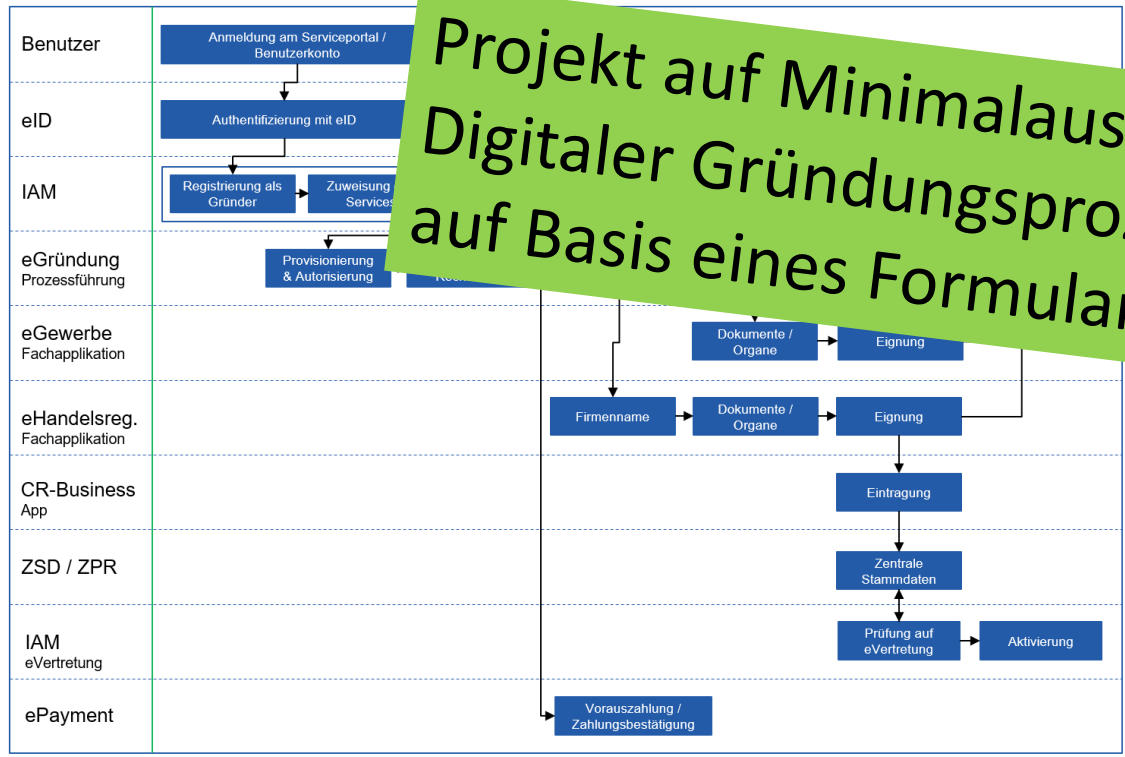 Benutzer
Anmeldung am Serviceportal /
Benutzerkonto
eID
Authentifizierung mit eID
IAM
Registrierung als
Gründer
Zuweisung
Services
eGründung
Prozessführung
Provisionierung
& Autorisierung
Projekt auf Minimalaus
Digitaler Gründungsproz
auf Basis eines Formular
eGewerbe
Fachapplikation
Dokumente /
Organe
Eignung
eHandelsreg.
Fachapplikation
Firmenname
Dokumente /
Organe
Eignung
CR-Business
App
Eintragung
ZSD / ZPR
Zentrale
Stammdaten
IAM
eVertretung
Prüfung auf
eVertretung
Aktivierung
ePayment
Vorauszahlung /
Zahlungsbestätigung